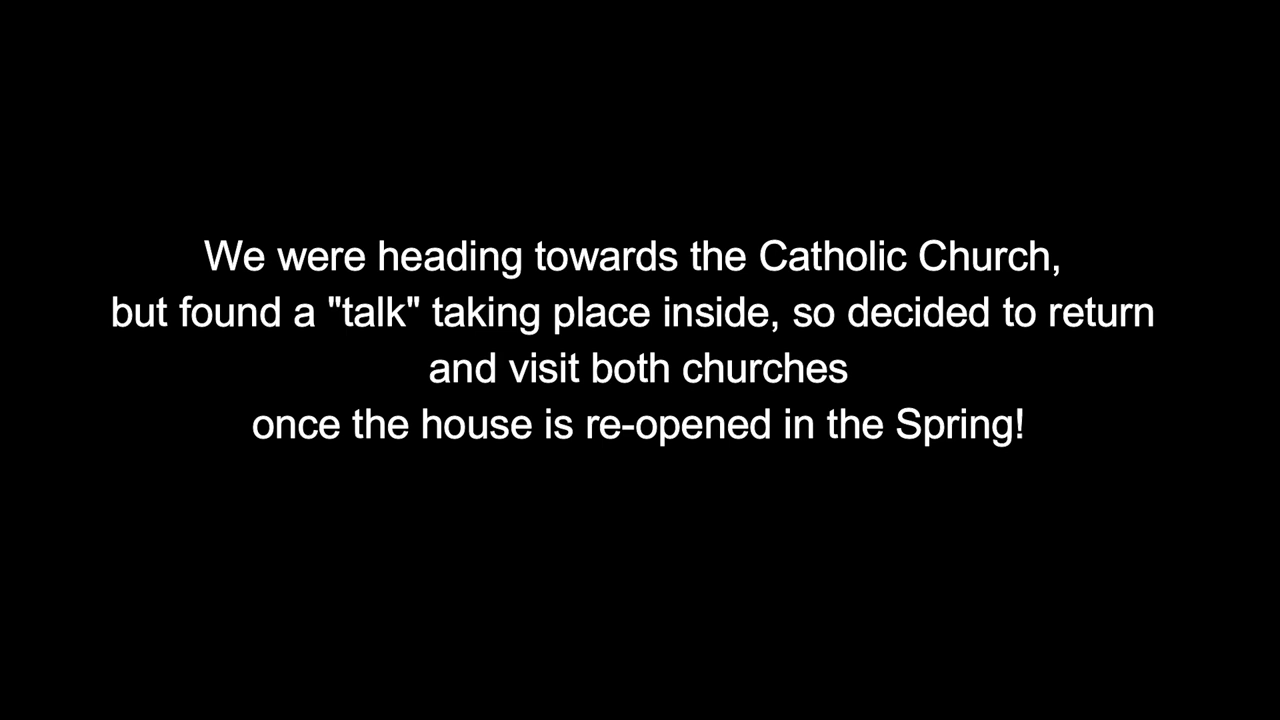 We were heading towards the Catholic Church,
but found a "talk" taking place inside, so decided to return
and visit both churches
once the house is re-opened in the Spring!